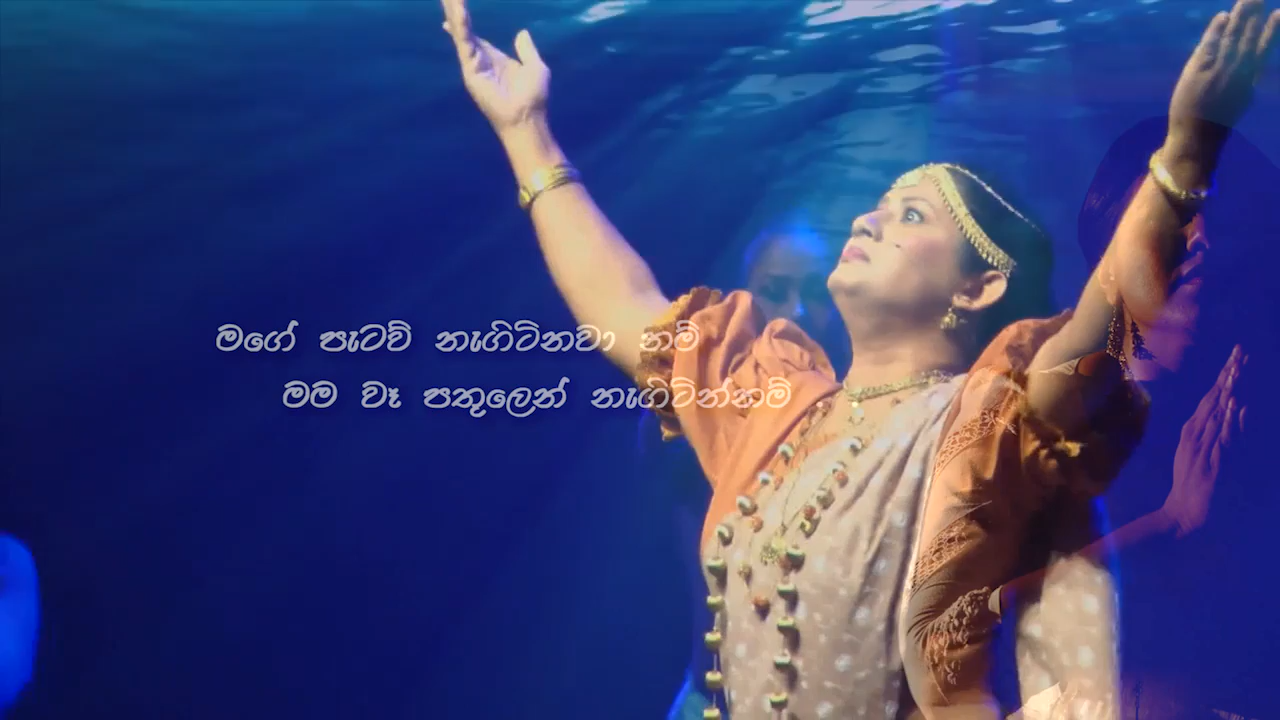 මගේ පැටව් නැගිටිනවා නම්
මම වෑ පතුලෙන් නැගිටින්නම්